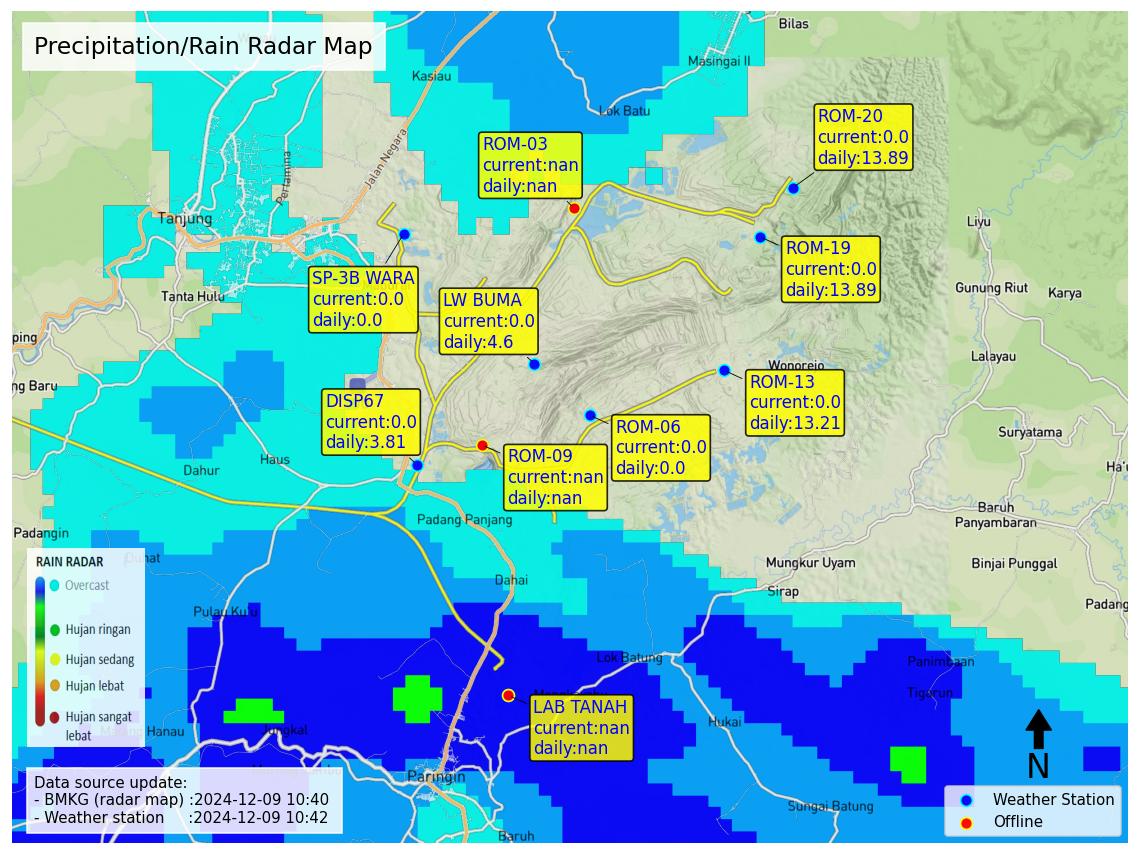 Precipitation/Rain Radar Map
Bilas
Kasiau
Masingai II
Lok Batu
Jalan Negara
Pertamina
ROM-03
current:nan
daily:nan
ROM-20
current:0.0
daily:13.89
Tanjung
Liyu
ROM-19
current:0.0
daily:13.89
SP-3B WARA
current:0.0
daily:0.0
Tanta Hulu
LW BUMA
current:0.0
daily:4.6
Gunung Riut
Karya
ping
Lalayau
Wonorejo
ng Baru
ROM-13
current:0.0
daily:13.21
DISP67
current:0.0
daily:3.81
ROM-06
current:0.0
daily:0.0
Suryatama
Haus
Dahur
ROM-09
current:nan
daily:nan
Ha'u
Padang Panjang
Baruh
Panyambaran
Padangin
Mungkur Uyam
Binjai Punggal
Dahai
Sirap
Padang
RAIN RADAR
Overcast
Hujan ringan
Hujan sedang
Hujan lebat
Hujan sangat
lebat
Pulau Ku'u
Lok Batung
Panimbaan
Tigarun
LAB TANAH
current:nan
daily:nan
Hukai
Hanau
Jungkal
N
Paringin
Data source update:
- BMKG (radar map) :2024-12-09 10:40
- Weather station :2024-12-09 10:42
Sungai Batung
Baruh
Weather Station
Offline